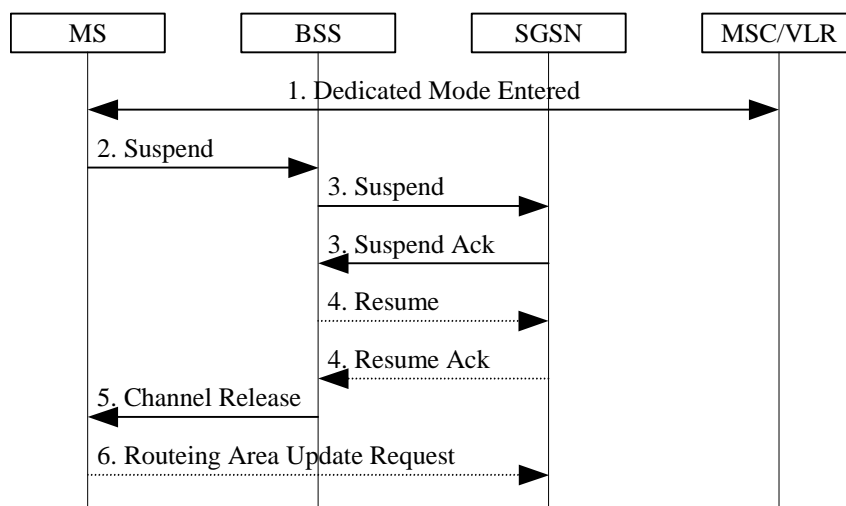 MS BSS SGSN MSC/VLR
1. Dedicated Mode Entered
2. Suspend
3. Suspend
3. Suspend Ack
4. Resume
4. Resume Ack
5. Channel Release
6. Routeing Area Update Request